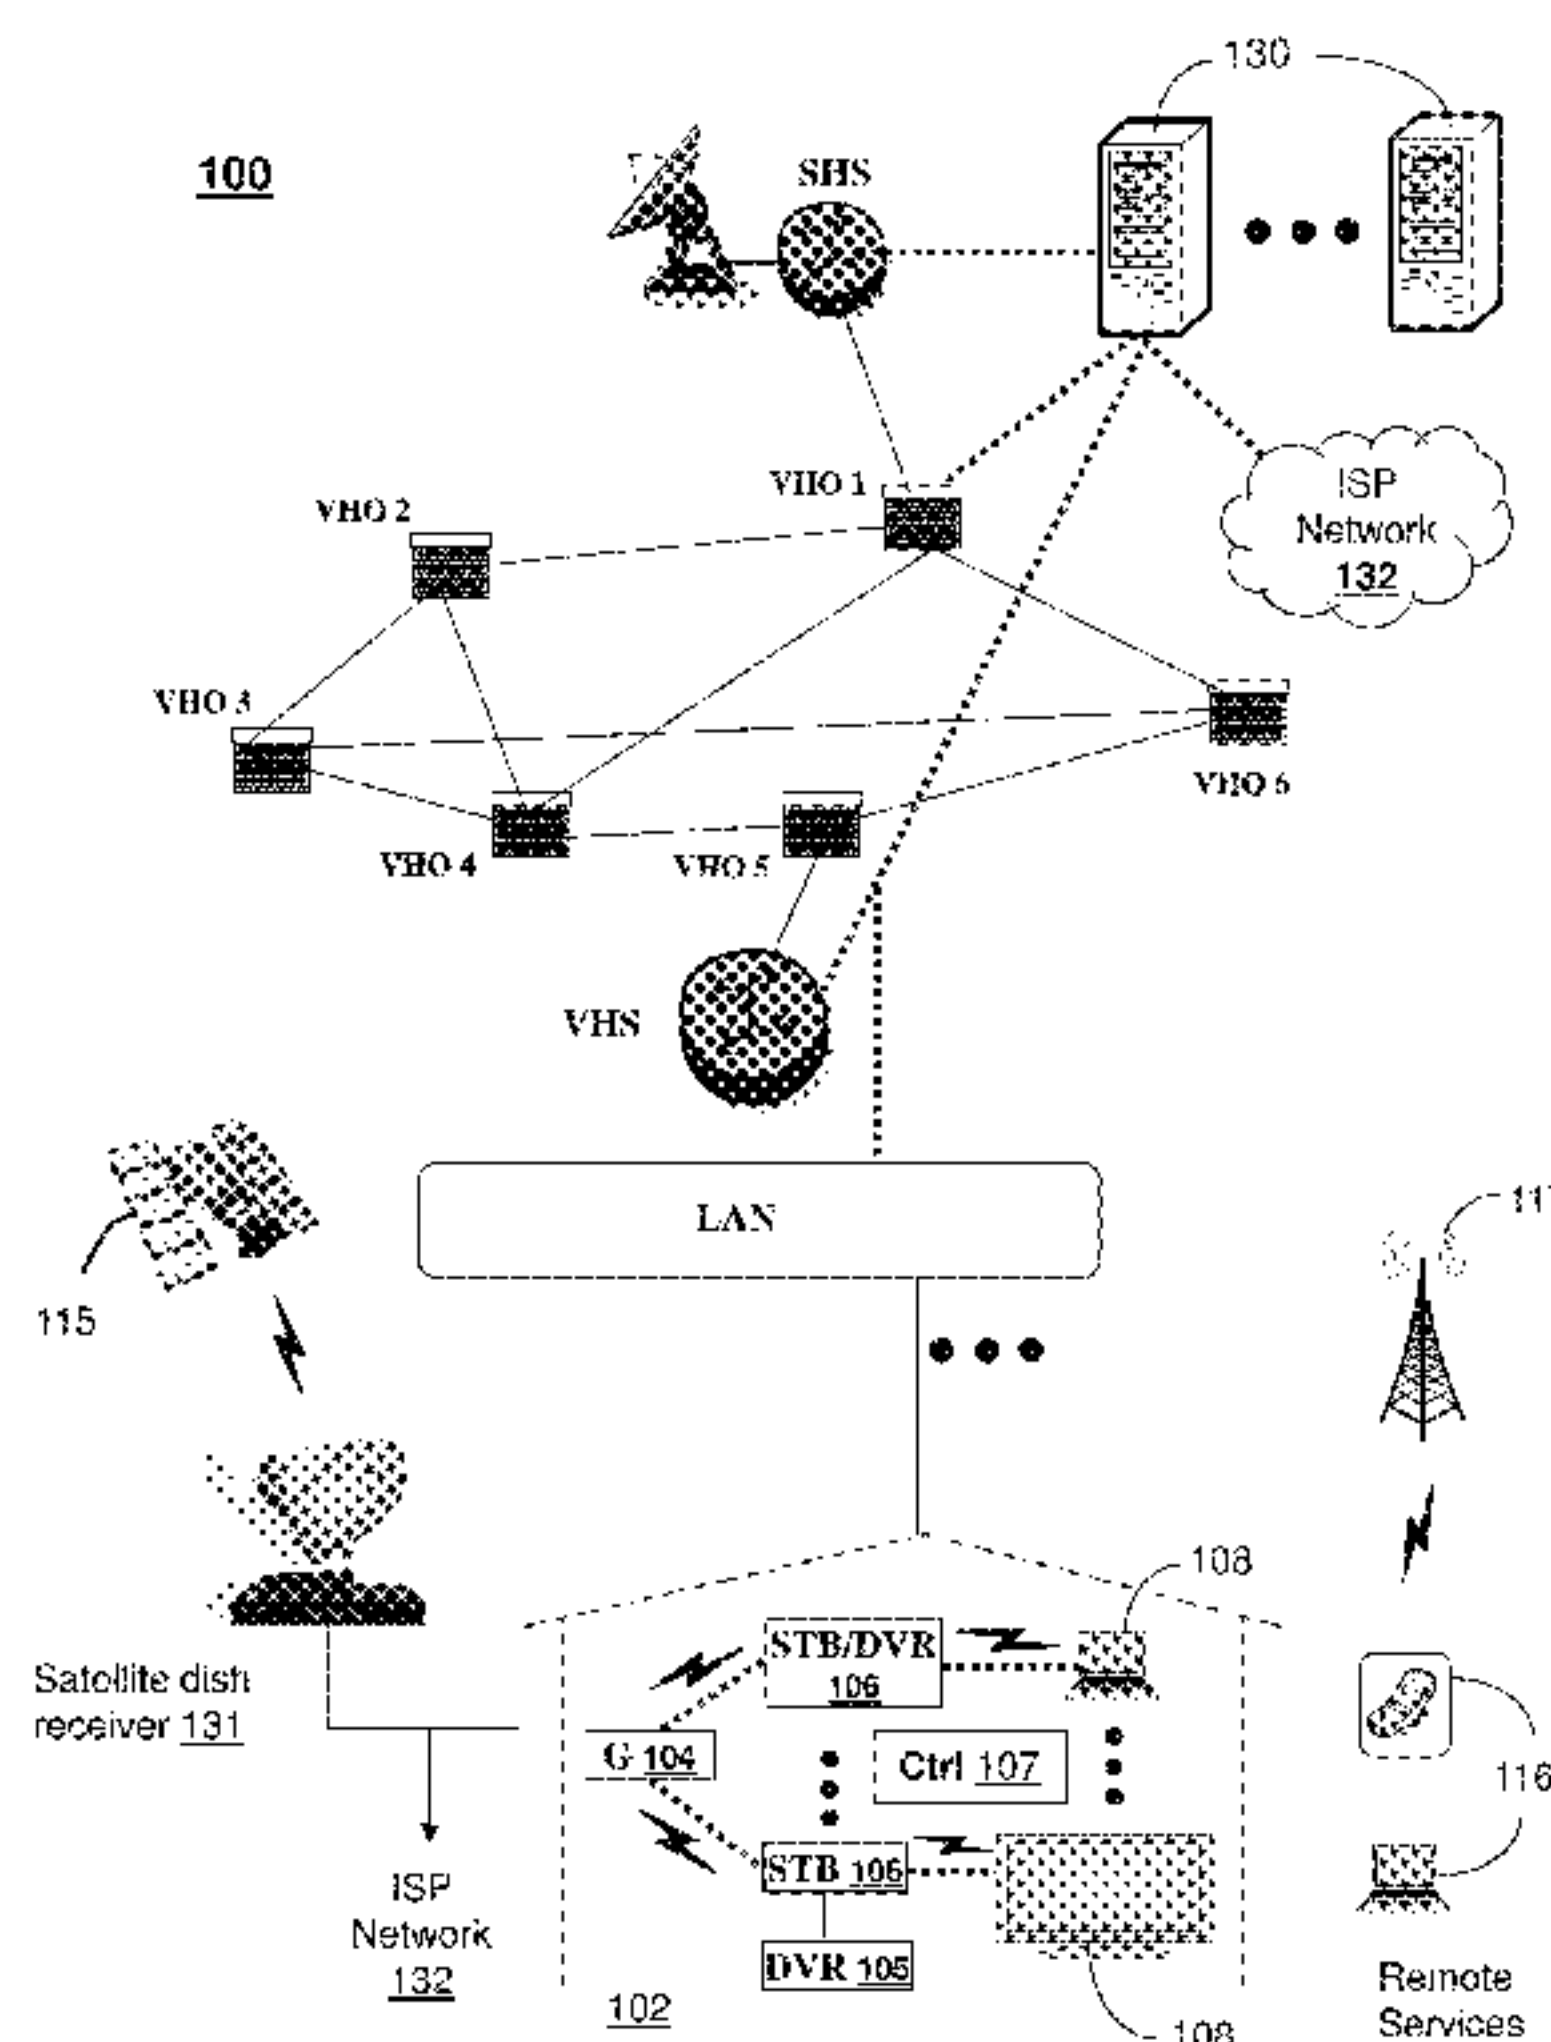 130
100
SHS
VHO 1
ISP
Network
132
VHO 2
VHO 3
VHO 6
VHO 4
VHO 5
VHS
LAN
115
108
STB/DVR
106
Satellite dish
receiver 131
G 104
Ctrl 107
116
STB 106
ISP
Network
132
DVR 105
102
108
Remote
Services